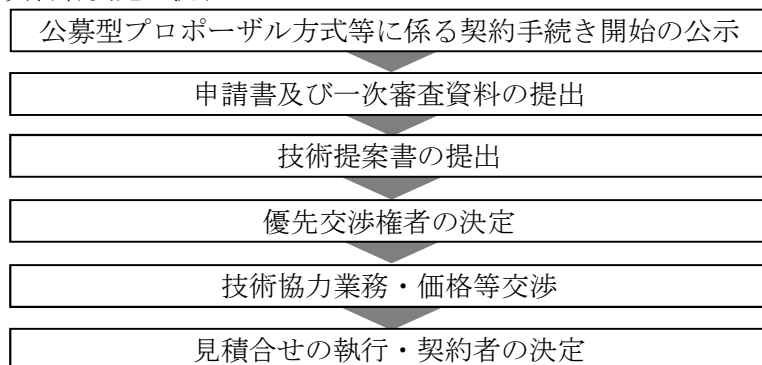 公募型プロポーザル方式等に係る契約手続き開始の公示
申請書及び一次審査資料の提出
技術提案書の提出
優先交渉権者の決定
技術協力業務・価格等交渉
見積合せの執行・契約者の決定